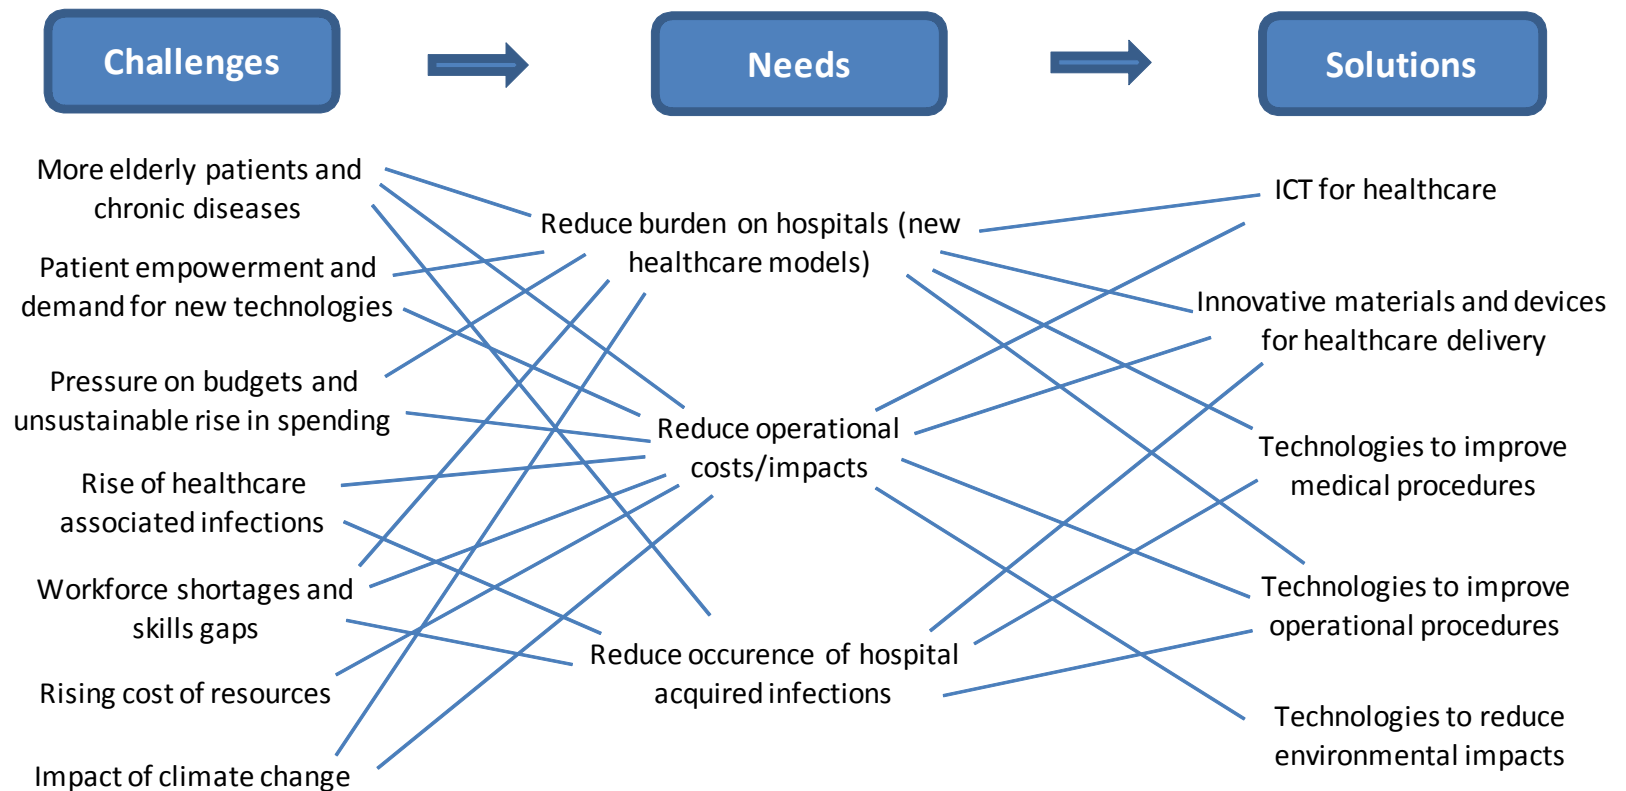 Challenges
Needs
Solutions
More elderly patients and
chronic diseases
Patient empowerment and
demand for new technologies
Pressure on budgets and
unsustainable rise in spending
Rise of healthcare
associated infections
Workforce shortages and
skills gaps
Rising cost of resources
Impact of climate change
Reduce burden on hospitals (new
healthcare models)
Reduce operational
costs/impacts
Reduce occurence of hospital
acquired infections
ICT for healthcare
Innovative materials and devices
for healthcare delivery
Technologies to improve
medical procedures
Technologies to improve
operational procedures
Technologies to reduce
environmental impacts